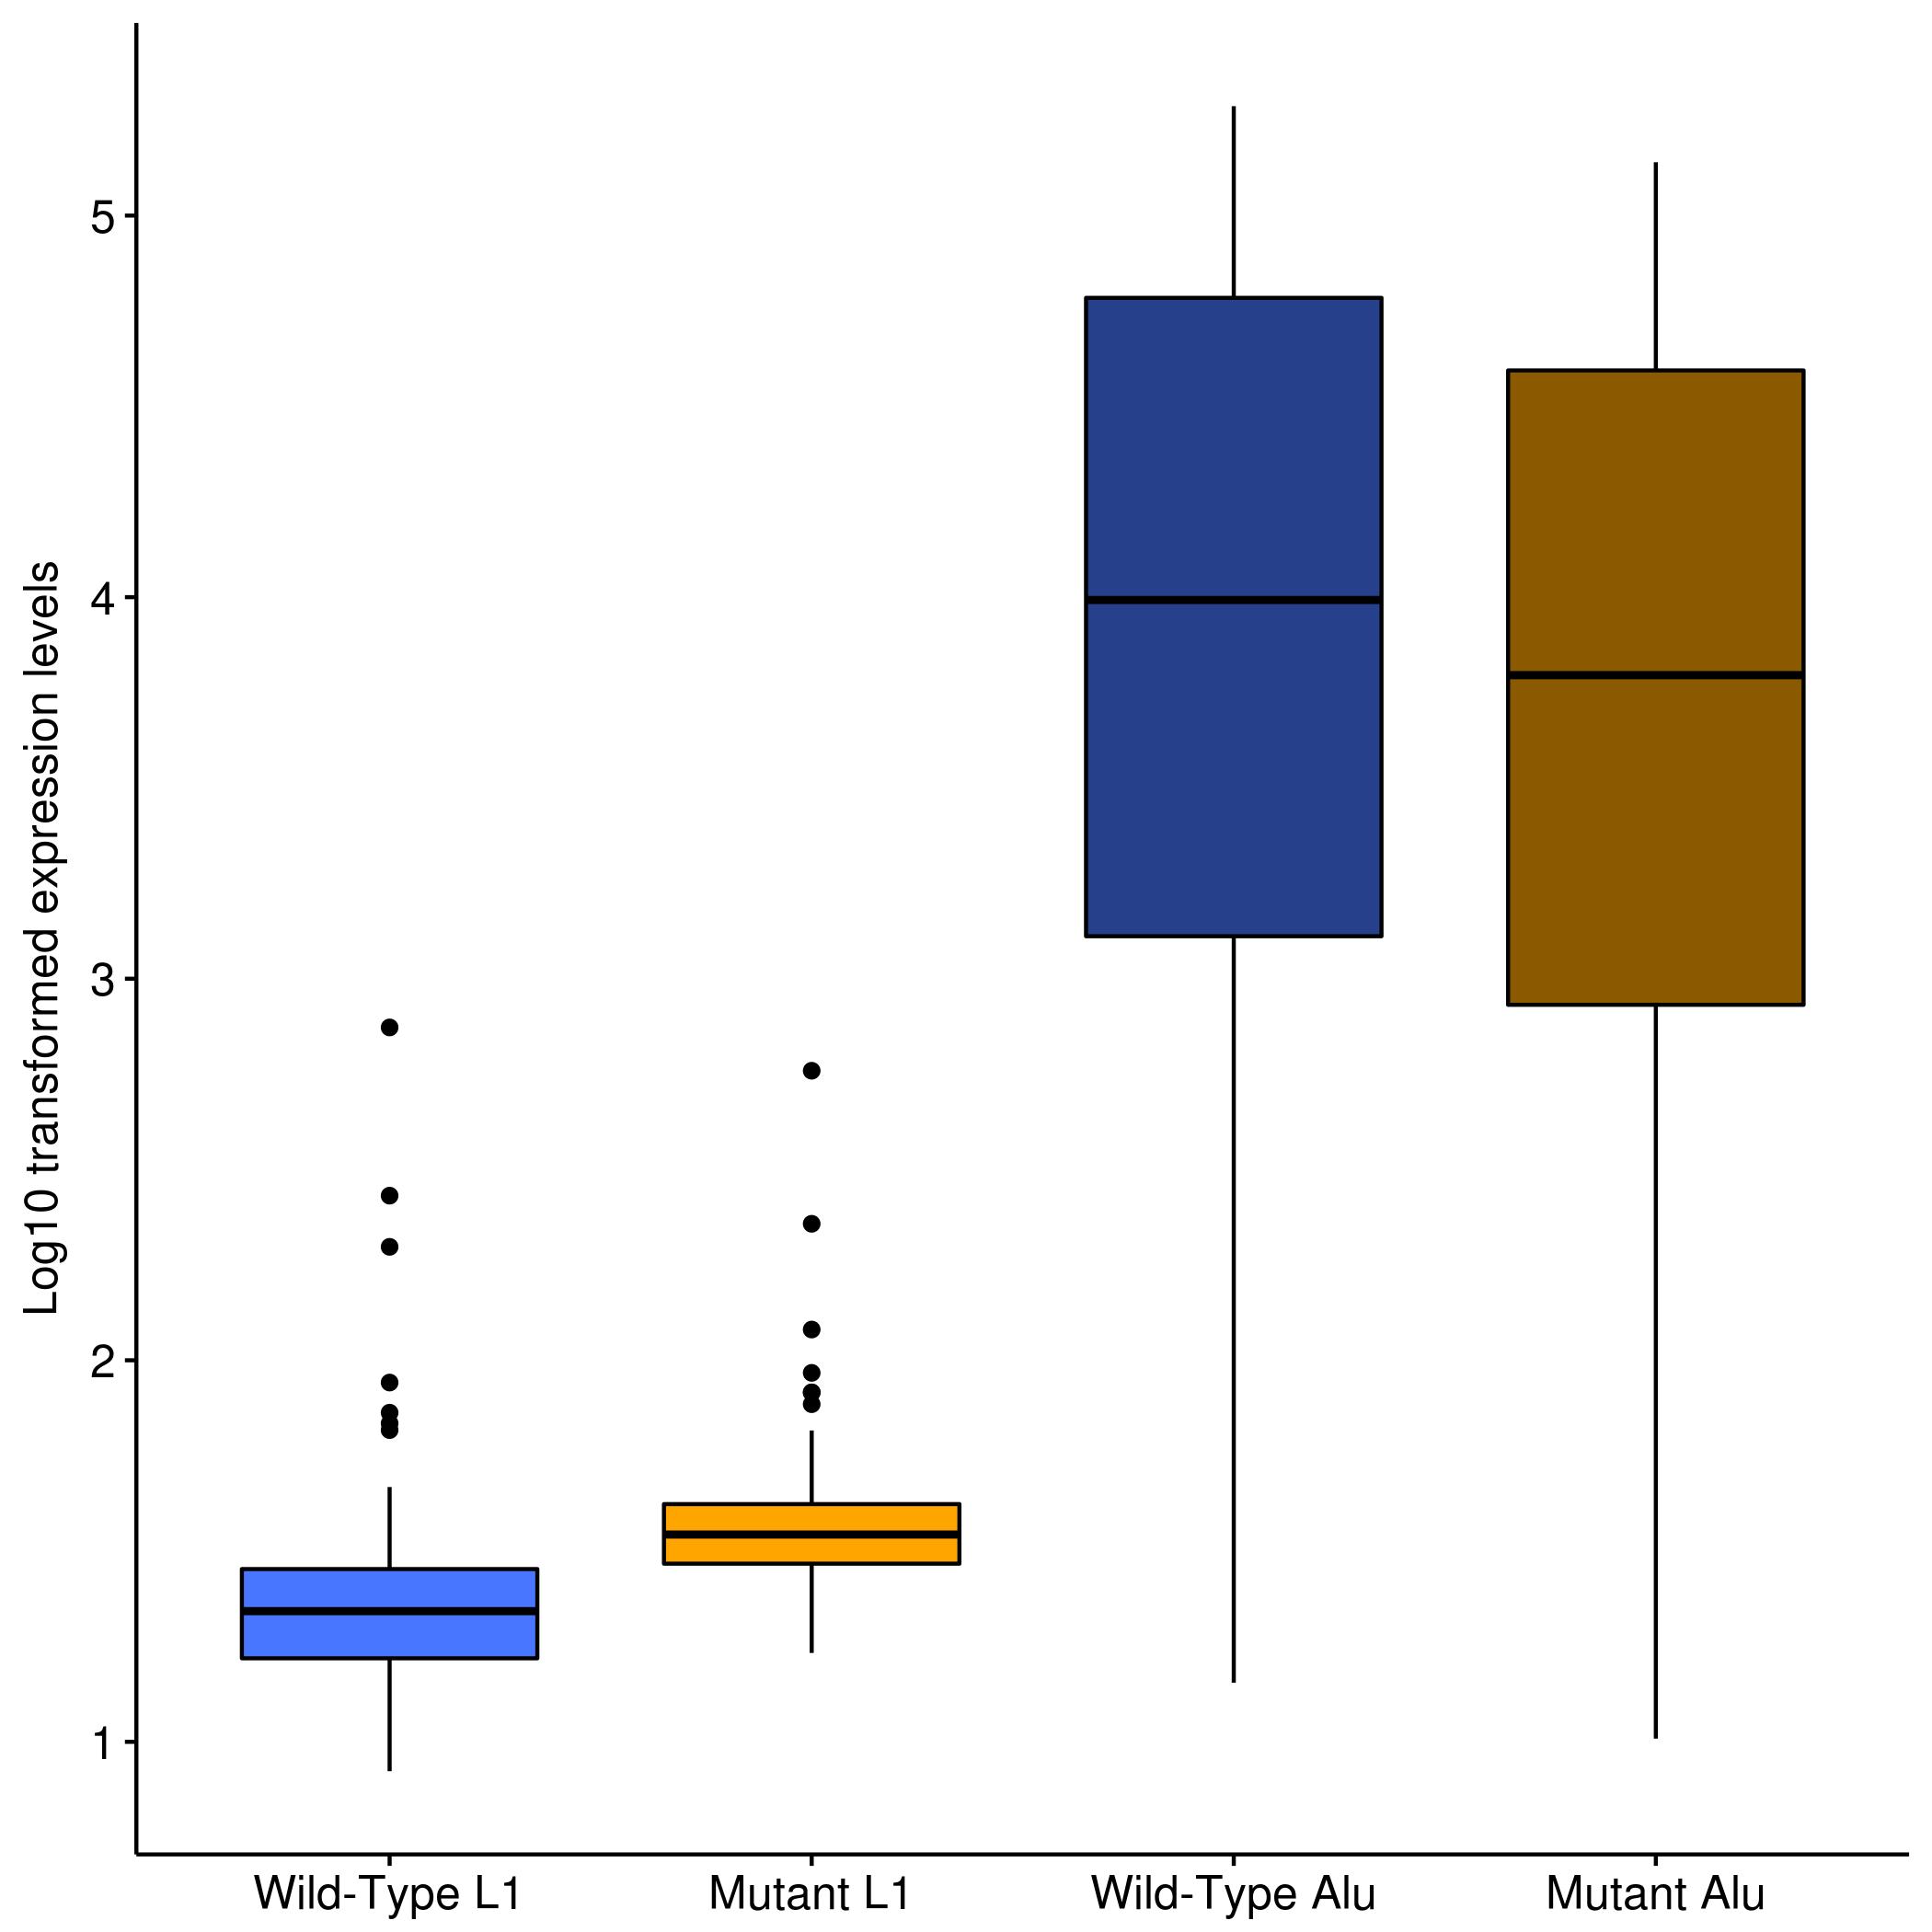 Log10 transformed expression levels
5
4
3
2
1
Wild-Type L1
Mutant L1
Wild-Type Alu
Mutant Alu